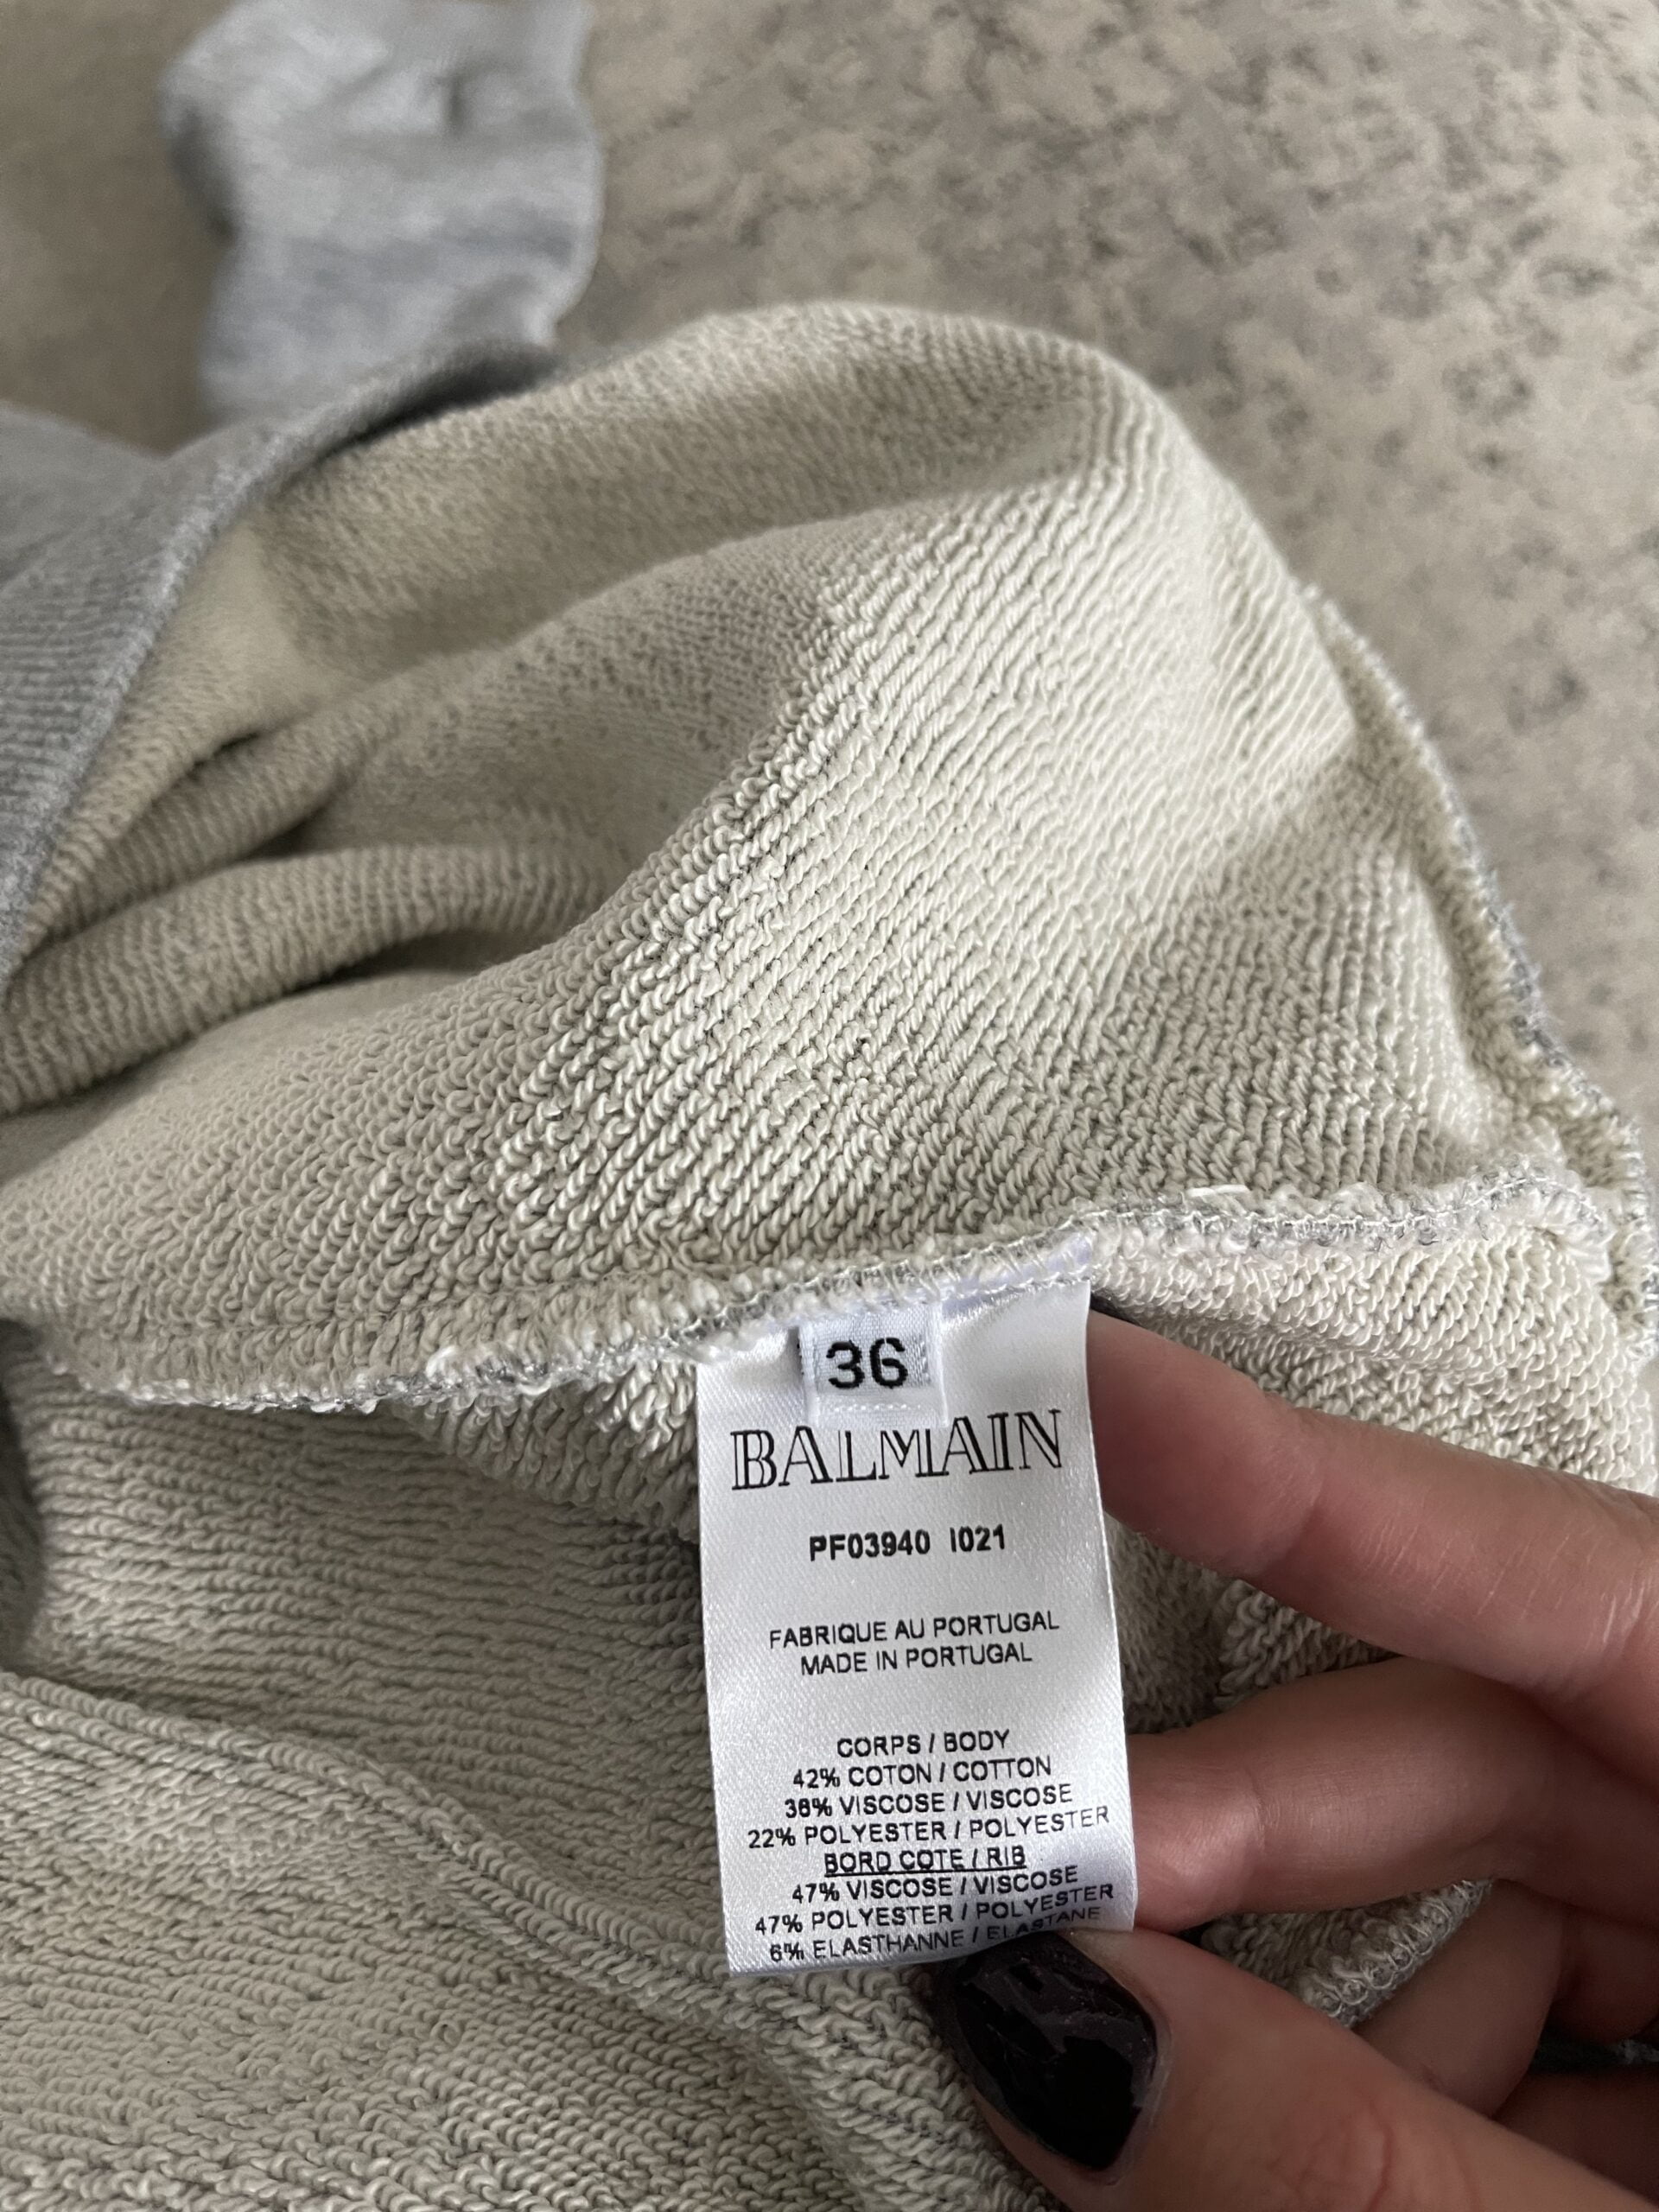 36
BALMAIN
PF03940 I021
FABRIQUE AU PORTUGAL
MADE IN PORTUGAL
CORPS / BODY
42% COTON / COTTON
36% VISCOSE / VISCOSE
22% POLYESTER / POLYESTER
BORD COTE / RIB
47% VISCOSE / VISCOSE
47% POLYESTER / POLYESTER
6% ELASTHANNE / ELASTANE